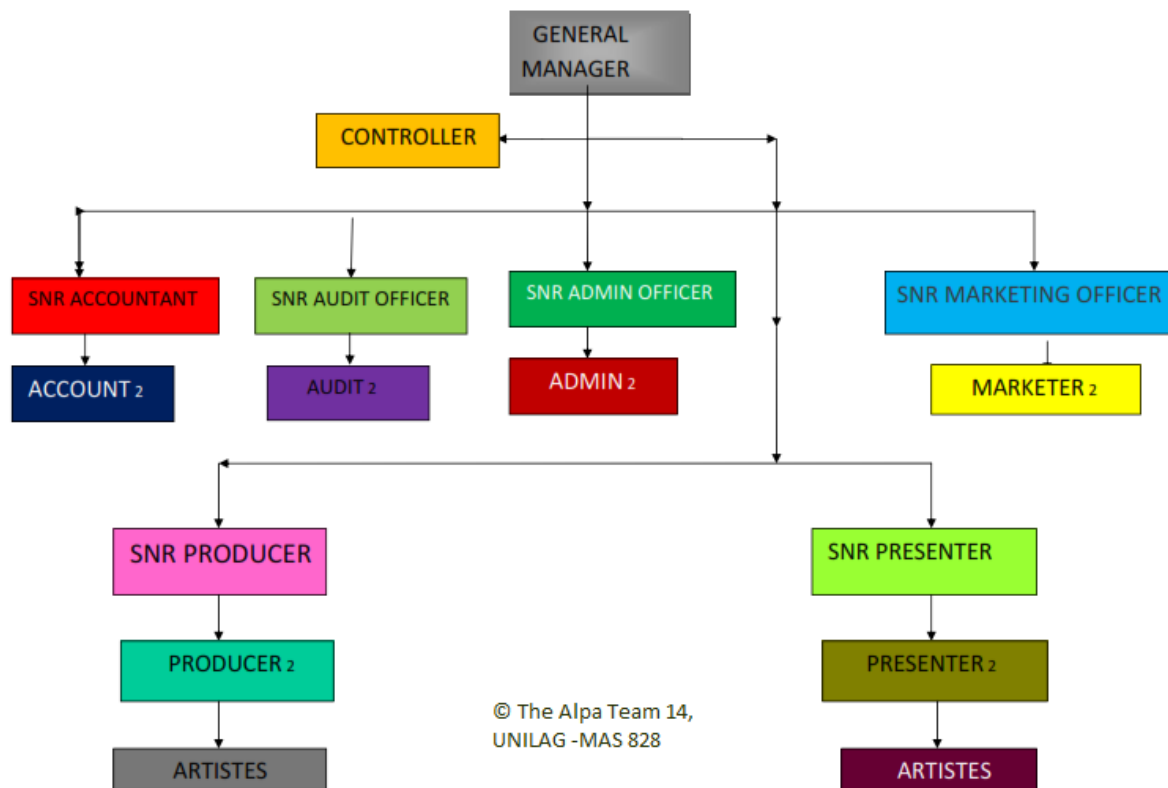 GENERAL
MANAGER
CONTROLLER
SNR ACCOUNTANT
SNR AUDIT OFFICER
SNR ADMIN OFFICER
SNR MARKETING OFFICER
ACCOUNT 2
AUDIT 2
ADMIN 2
MARKETER 2
SNR PRODUCER
SNR PRESENTER
PRODUCER 2
PRESENTER 2
© The Alpa Team 14,
UNILAG -MAS 828
ARTISTES
ARTISTES